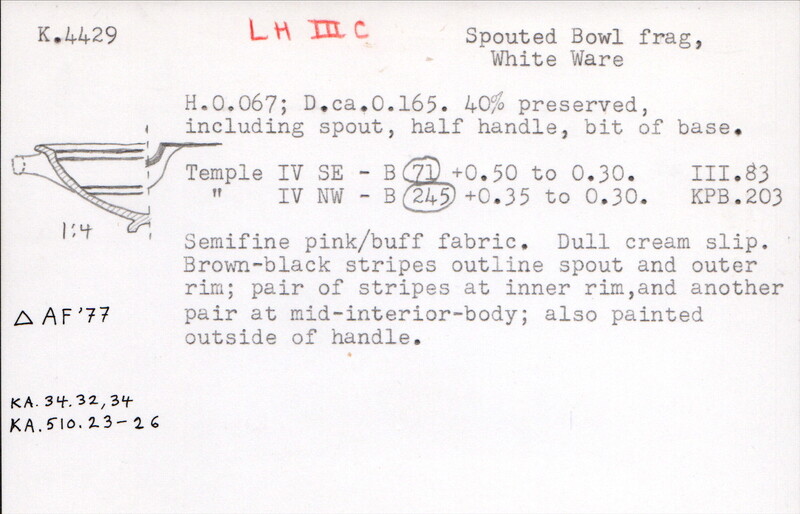 K.4429
LH III C
Spouted Bowl frag,
White Ware
H.0.067; D.ca.0.165. 40% preserved,
including spout, half handle, bit of base.
Temple IV SE - B 71 +0.50 to 0.30. III.83
" IV NW - B 245 +0.35 to 0.30. KPB.203
1:4
Semifine pink/buff fabric. Dull cream slip.
Brown-black stripes outline spout and outer
rim; pair of stripes at inner rim,and another
pair at mid-interior-body; also painted
outside of handle.
△ AF '77
KA.34.32,34
KA.510.23-26